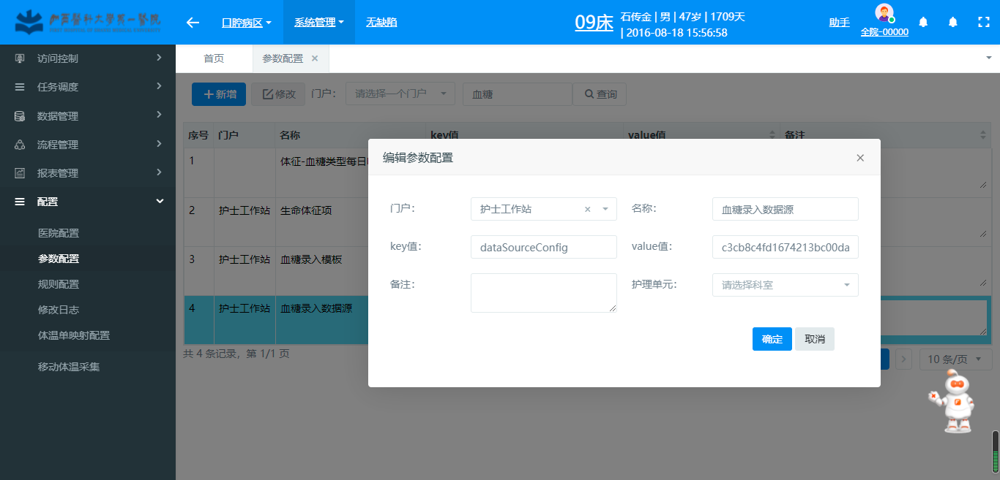 广西医科大学第一医院
口腔病区
系统管理
无缺陷
09床
石传金 | 男 | 47岁 | 1709天
| 2016-08-18 15:56:58
助手
全院-00000
访问控制
任务调度
数据管理
流程管理
报表管理
配置
医院配置
参数配置
规则配置
修改日志
体温单映射配置
移动体温采集
首页
参数配置 ×
+新增
修改
门户：
请选择一个门户
血糖
查询
序号 门户 名称 key值 value值 备注
1 体征-血糖类型每日
2 护士工作站 生命体征项
3 护士工作站 血糖录入模板
4 护士工作站 血糖录入数据源
共 4 条记录，第 1/1 页
10 条/页
编辑参数配置 ×
门户： 护士工作站 × 名称： 血糖录入数据源
key值： dataSourceConfig value值： c3cb8c4fd1674213bc00da
备注： 护理单元： 请选择科室
确定 取消